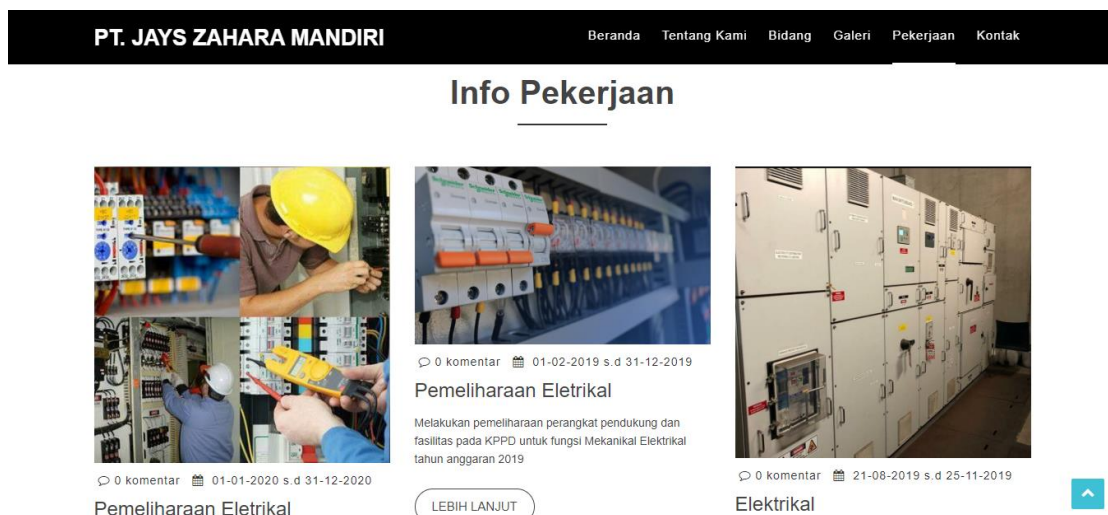 PT. JAYS ZAHARA MANDIRI
Beranda Tentang Kami Bidang Galeri Pekerjaan Kontak
Info Pekerjaan
0 komentar 01-01-2020 s.d 31-12-2020
Pemeliharaan Eletrikal
0 komentar 01-02-2019 s.d 31-12-2019
Pemeliharaan Eletrikal
Melakukan pemeliharaan perangkat pendukung dan
fasilitas pada KPPD untuk fungsi Mekanikal Elektrikal
tahun anggaran 2019
LEBIH LANJUT
0 komentar 21-08-2019 s.d 25-11-2019
Elektrikal